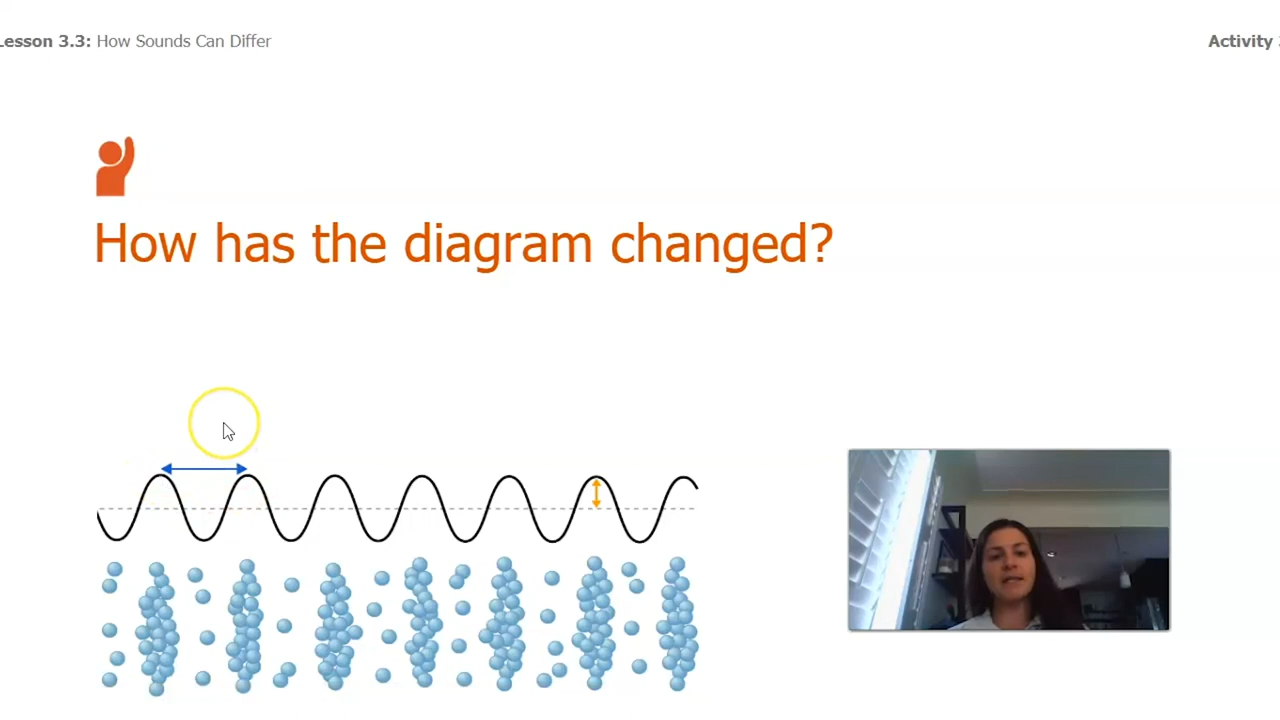 Lesson 3.3: How Sounds Can Differ
Activity
How has the diagram changed?